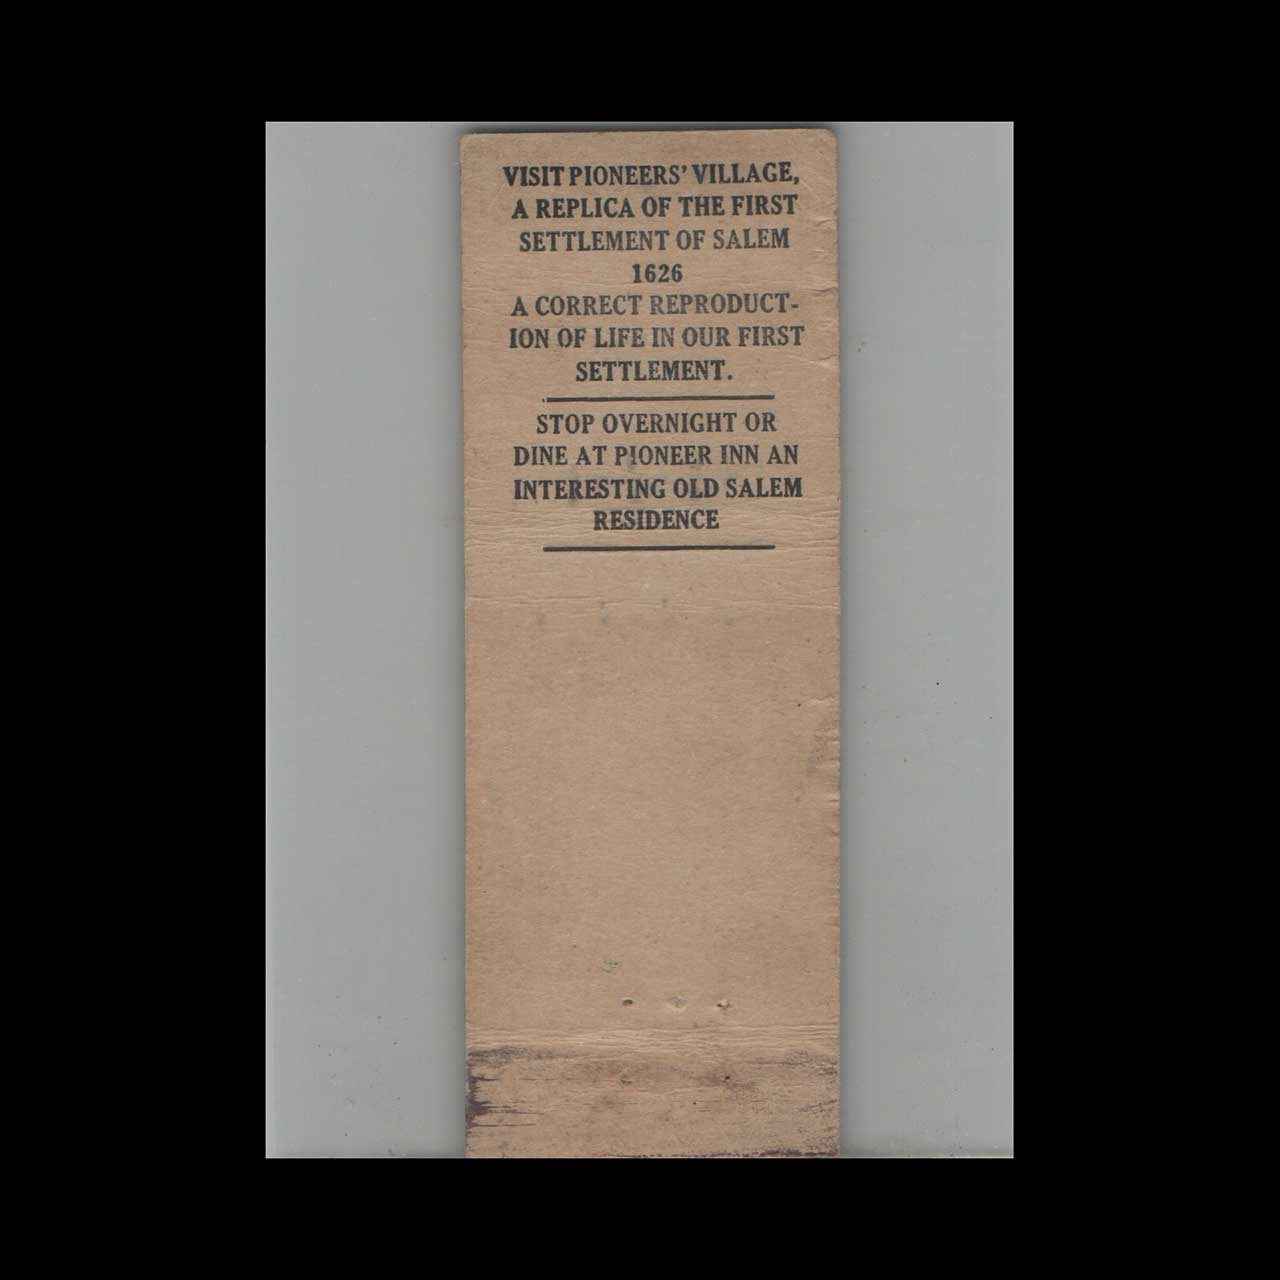 VISIT PIONEERS' VILLAGE,
A REPLICA OF THE FIRST
SETTLEMENT OF SALEM
1626
A CORRECT REPRODUCT-
ION OF LIFE IN OUR FIRST
SETTLEMENT.
STOP OVERNIGHT OR
DINE AT PIONEER INN AN
INTERESTING OLD SALEM
RESIDENCE